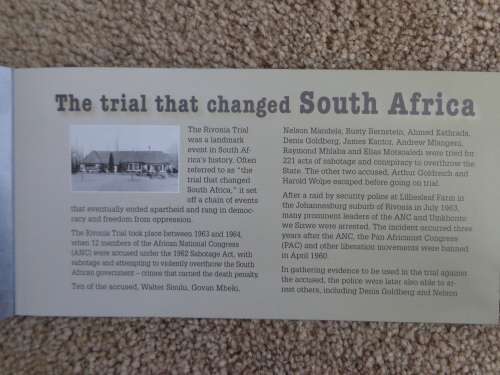 The trial that changed South Africa
The Rivonia Trial
was a landmark
event in South Af-
rica's history. Often
referred to as "the
trial that changed
South Africa," it set
off a chain of events
that eventually ended apartheid and rang in democ-
racy and freedom from oppression.
The Rivonia Trial took place between 1963 and 1964,
when 12 members of the African National Congress
(ANC) were accused under the 1962 Sabotage Act, with
sabotage and attempting to violently overthrow the South
African government – crimes that carried the death penalty.
Ten of the accused, Walter Sisulu, Govan Mbeki,
Nelson Mandela, Rusty Bernstein, Ahmed Kathrada,
Denis Goldberg, James Kantor, Andrew Mlangeni,
Raymond Mhlaba and Elias Motsoaledi were tried for
221 acts of sabotage and conspiracy to overthrow the
State. The other two accused, Arthur Goldreich and
Harold Wolpe escaped before going on trial.
After a raid by security police at Lilliesleaf Farm in
the Johannesburg suburb of Rivonia in July 1963,
many prominent leaders of the ANC and Umkhonto
we Sizwe were arrested. The incident occurred three
years after the ANC, the Pan Africanist Congress
(PAC) and other liberation movements were banned
in April 1960.
In gathering evidence to be used in the trial against
the accused, the police were later also able to ar-
rest others, including Denis Goldberg and Nelson